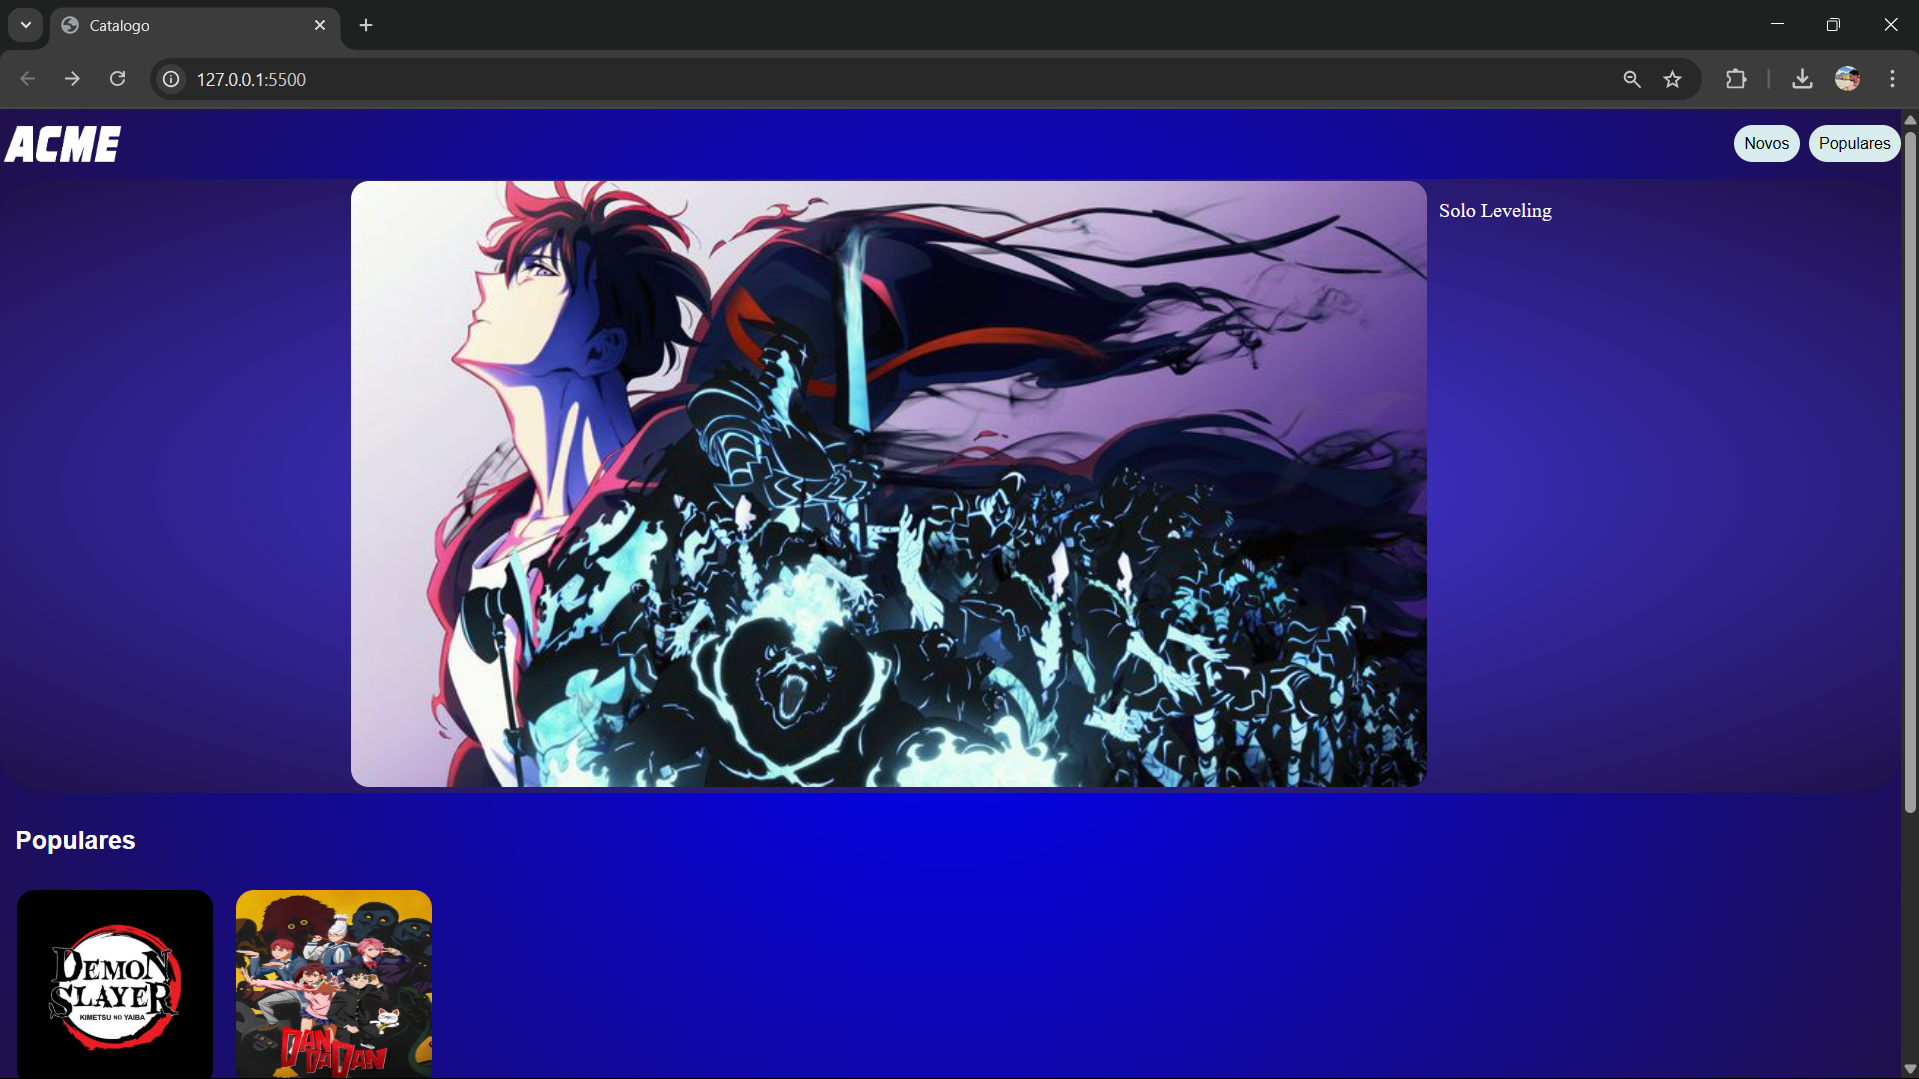 Catalogo
127.0.0.1:5500
ACME
Novos
Populares
Solo Leveling
Populares
DEMON
SLAYER
KIMETSU NO YAIBA
DAN
DA
DAN